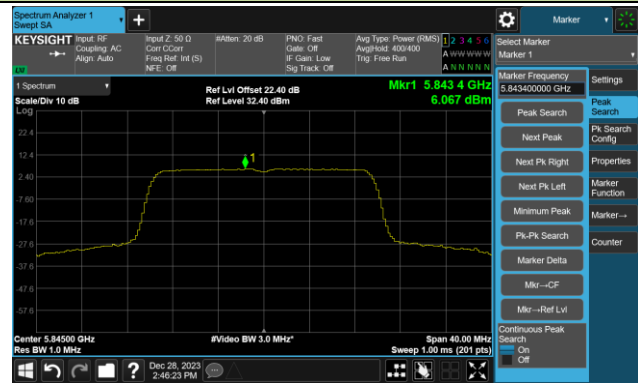 Spectrum Analyzer 1
Swept SA
Marker
KEYSIGHT
Input: RF
Coupling: AC
Align: Auto
Input Z: 50 Ω
Corr CCorr
Freq Ref: Int (S)
NFE: Off
#Atten: 20 dB
PNO: Fast
Gate: Off
IF Gain: Low
Sig Track: Off
Avg Type: Power (RMS)
Avg|Hold: 400/400
Trig: Free Run
1 2 3 4 5 6
A W W W W W
A N N N N N
Select Marker
Marker 1
1 Spectrum
Scale/Div 10 dB
Log
Ref Lvl Offset 22.40 dB
Ref Level 32.40 dBm
Mkr1 5.843 4 GHz
6.067 dBm
22.4
12.4
2.40
-7.60
-17.6
-27.6
-37.6
-47.6
-57.6
1
Center 5.84500 GHz
Res BW 1.0 MHz
#Video BW 3.0 MHz*
Span 40.00 MHz
Sweep 1.00 ms (201 pts)
Marker Frequency
5.843400000 GHz
Peak Search
Next Peak
Next Pk Right
Next Pk Left
Minimum Peak
Pk-Pk Search
Marker Delta
Mkr→CF
Mkr→Ref Lvl
Continuous Peak
Search
On
Off
Settings
Peak
Search
Pk Search
Config
Properties
Marker
Function
Marker→
Counter
?
Dec 28, 2023
2:46:23 PM